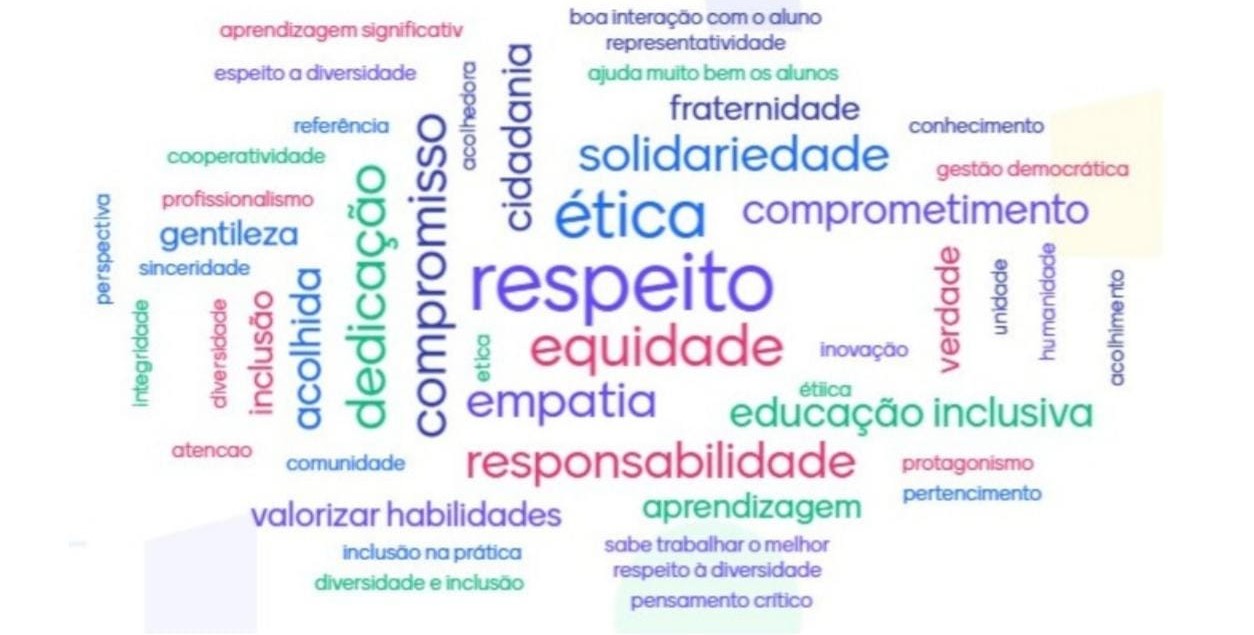 boa interação com o aluno
aprendizagem significativ
representatividade
espeito a diversidade
ajuda muito bem os alunos
acolhedora
cidadania
fraternidade
referência
conhecimento
cooperatividade
solidariedade
gestão democrática
compromisso
dedicação
profissionalismo
ética
comprometimento
perspectiva
gentileza
sinceridade
respeito
verdade
unidade
humanidade
acolhimento
integridade
diversidade
inclusão
acolhida
etica
equidade
inovação
étiica
empatia
educação inclusiva
atencao
comunidade
responsabilidade
protagonismo
pertencimento
valorizar habilidades
aprendizagem
inclusão na prática
sabe trabalhar o melhor
respeito à diversidade
diversidade e inclusão
pensamento crítico